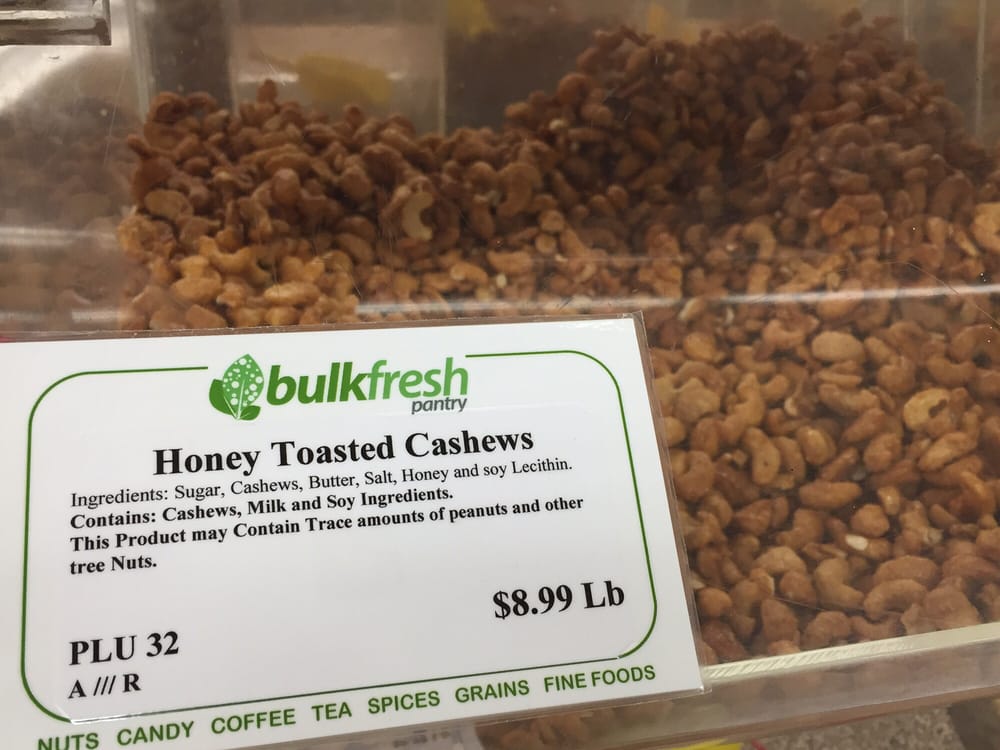 bulkfresh
pantry
Honey Toasted Cashews
Ingredients: Sugar, Cashews, Butter, Salt, Honey and soy Lecithin.
Contains: Cashews, Milk and Soy Ingredients.
This Product may Contain Trace amounts of peanuts and other
tree Nuts.
$8.99 Lb
PLU 32
A /// R
NUTS CANDY COFFEE TEA SPICES GRAINS FINE FOODS